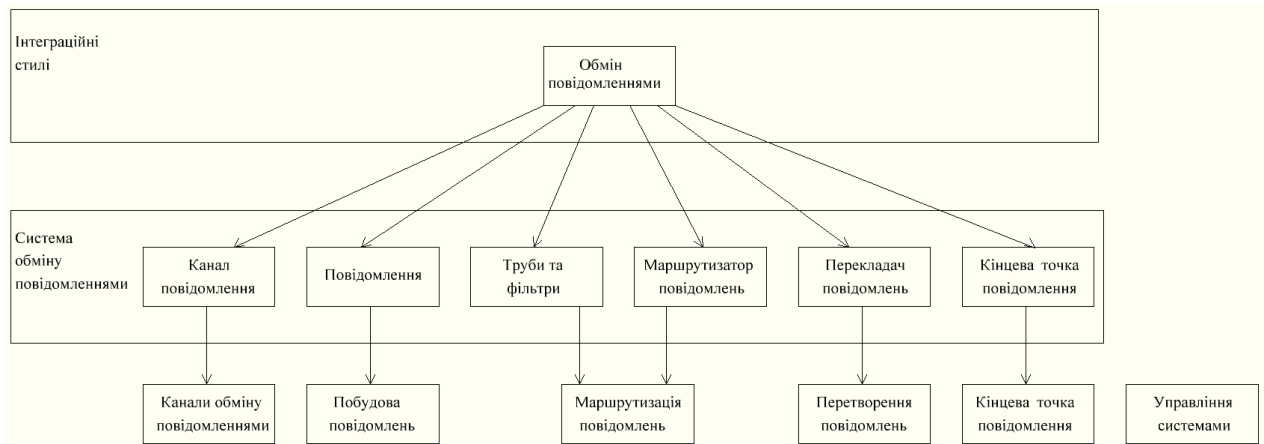 Інтеграційні
стилі
Обмін
повідомленнями
Система
обміну
повідомленнями
Канал
повідомлення
Повідомлення
Труби та
фільтри
Маршрутизатор
повідомлень
Перекладач
повідомлень
Кінцева точка
повідомлення
Канали обміну
повідомленнями
Побудова
повідомлень
Маршрутизація
повідомлень
Перетворення
повідомлень
Кінцева точка
повідомлення
Управління
системами